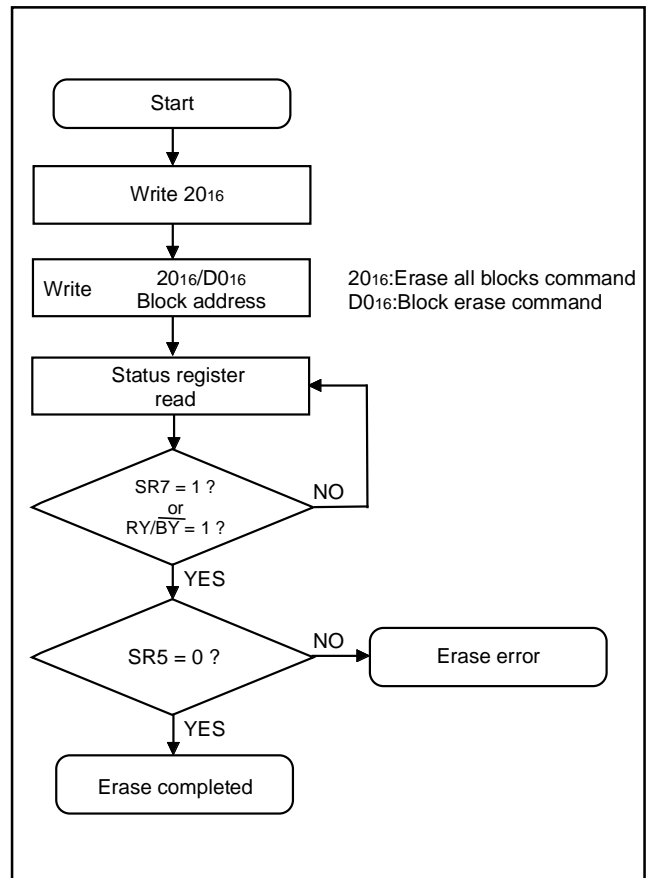 Start
Write 2016
Write
2016/D016
Block address
2016:Erase all blocks command
D016:Block erase command
Status register
read
SR7 = 1 ?
or
RY/BY = 1 ?
NO
YES
SR5 = 0 ?
NO
Erase error
YES
Erase completed